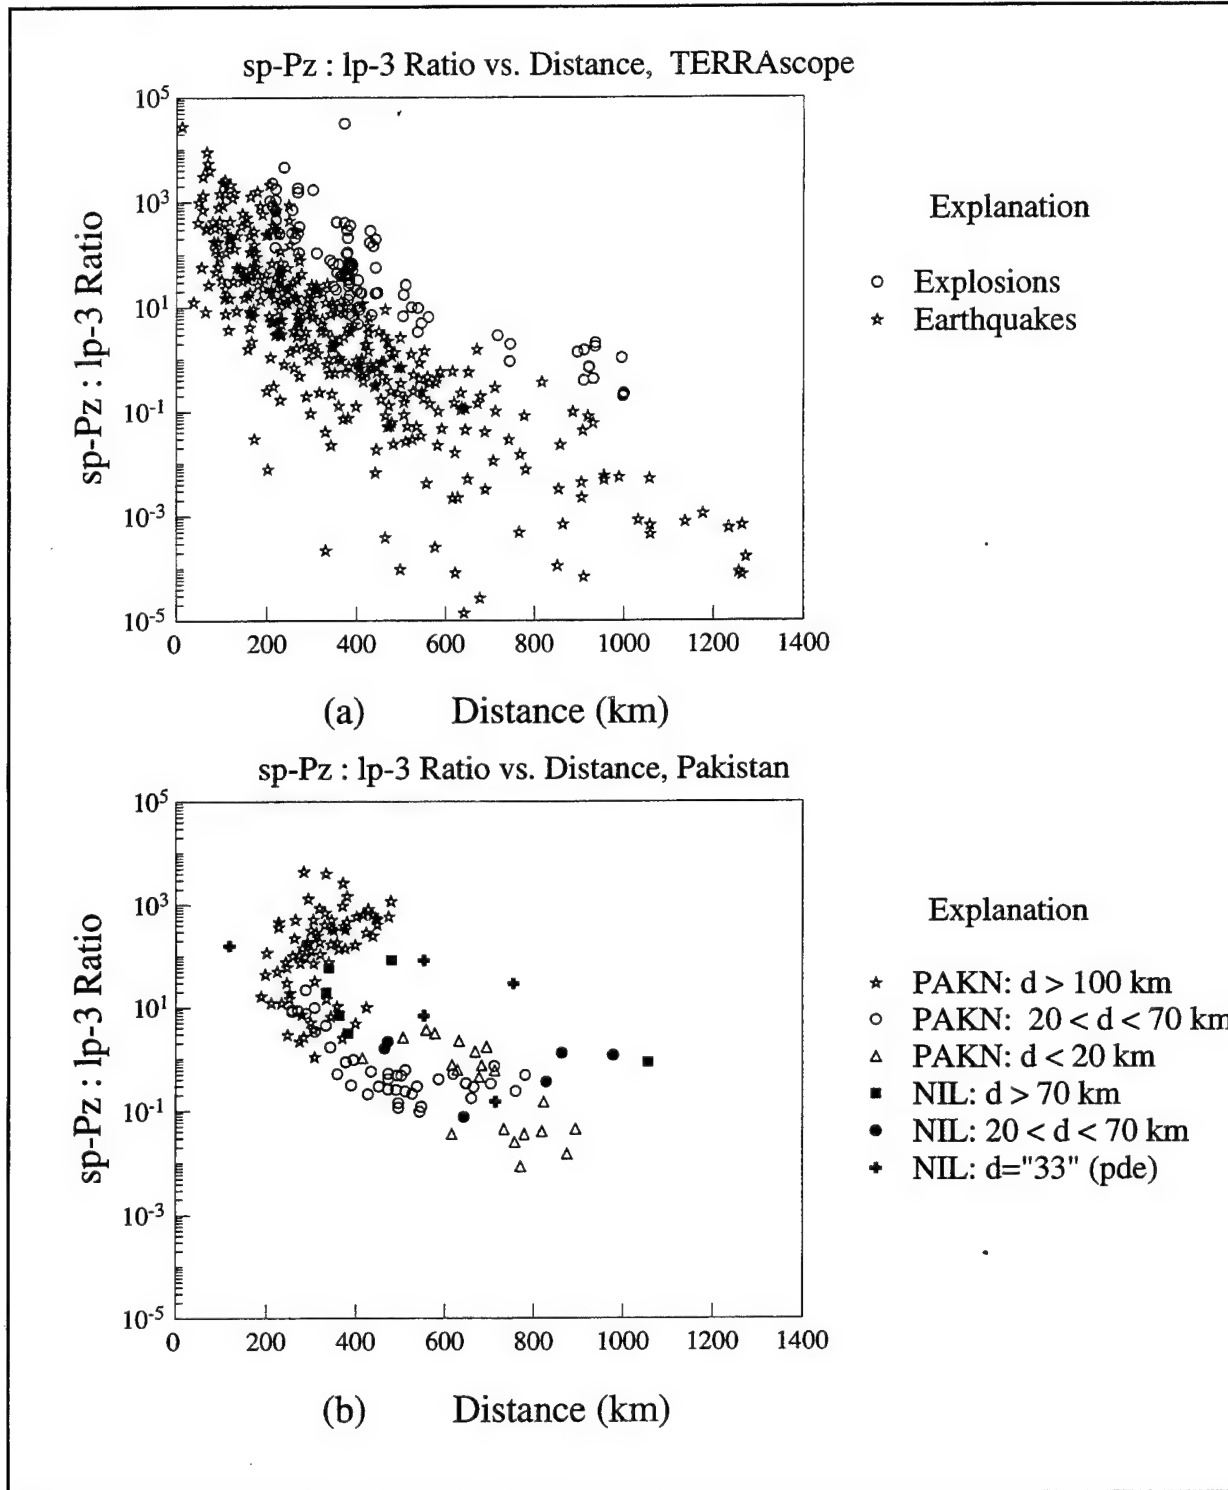 sp-Pz : lp-3 Ratio vs. Distance, TERRAscope
10^5
10^3
10^1
10^-1
10^-3
10^-5
sp-Pz : lp-3 Ratio
0 200 400 600 800 1000 1200 1400
(a) Distance (km)
Explanation
Explosions
Earthquakes
sp-Pz : lp-3 Ratio vs. Distance, Pakistan
10^5
10^3
10^1
10^-1
10^-3
10^-5
sp-Pz : lp-3 Ratio
0 200 400 600 800 1000 1200 1400
(b) Distance (km)
Explanation
PAKN: d > 100 km
PAKN: 20 < d < 70 km
PAKN: d < 20 km
NIL: d > 70 km
NIL: 20 < d < 70 km
NIL: d="33" (pde)